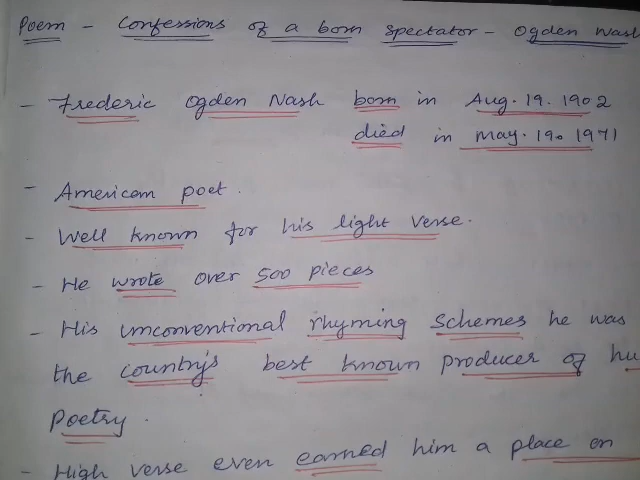 Poem - Confessions of a born spectator - Ogden Nash
- Frederic Ogden Nash born in Aug. 19. 1902
died in May. 19. 1971
- American poet.
- Well known for his light verse.
- He wrote over 500 pieces
- His unconventional rhyming schemes he was
the country's best known producer of hu
Poetry.
- High verse even earned him a place on